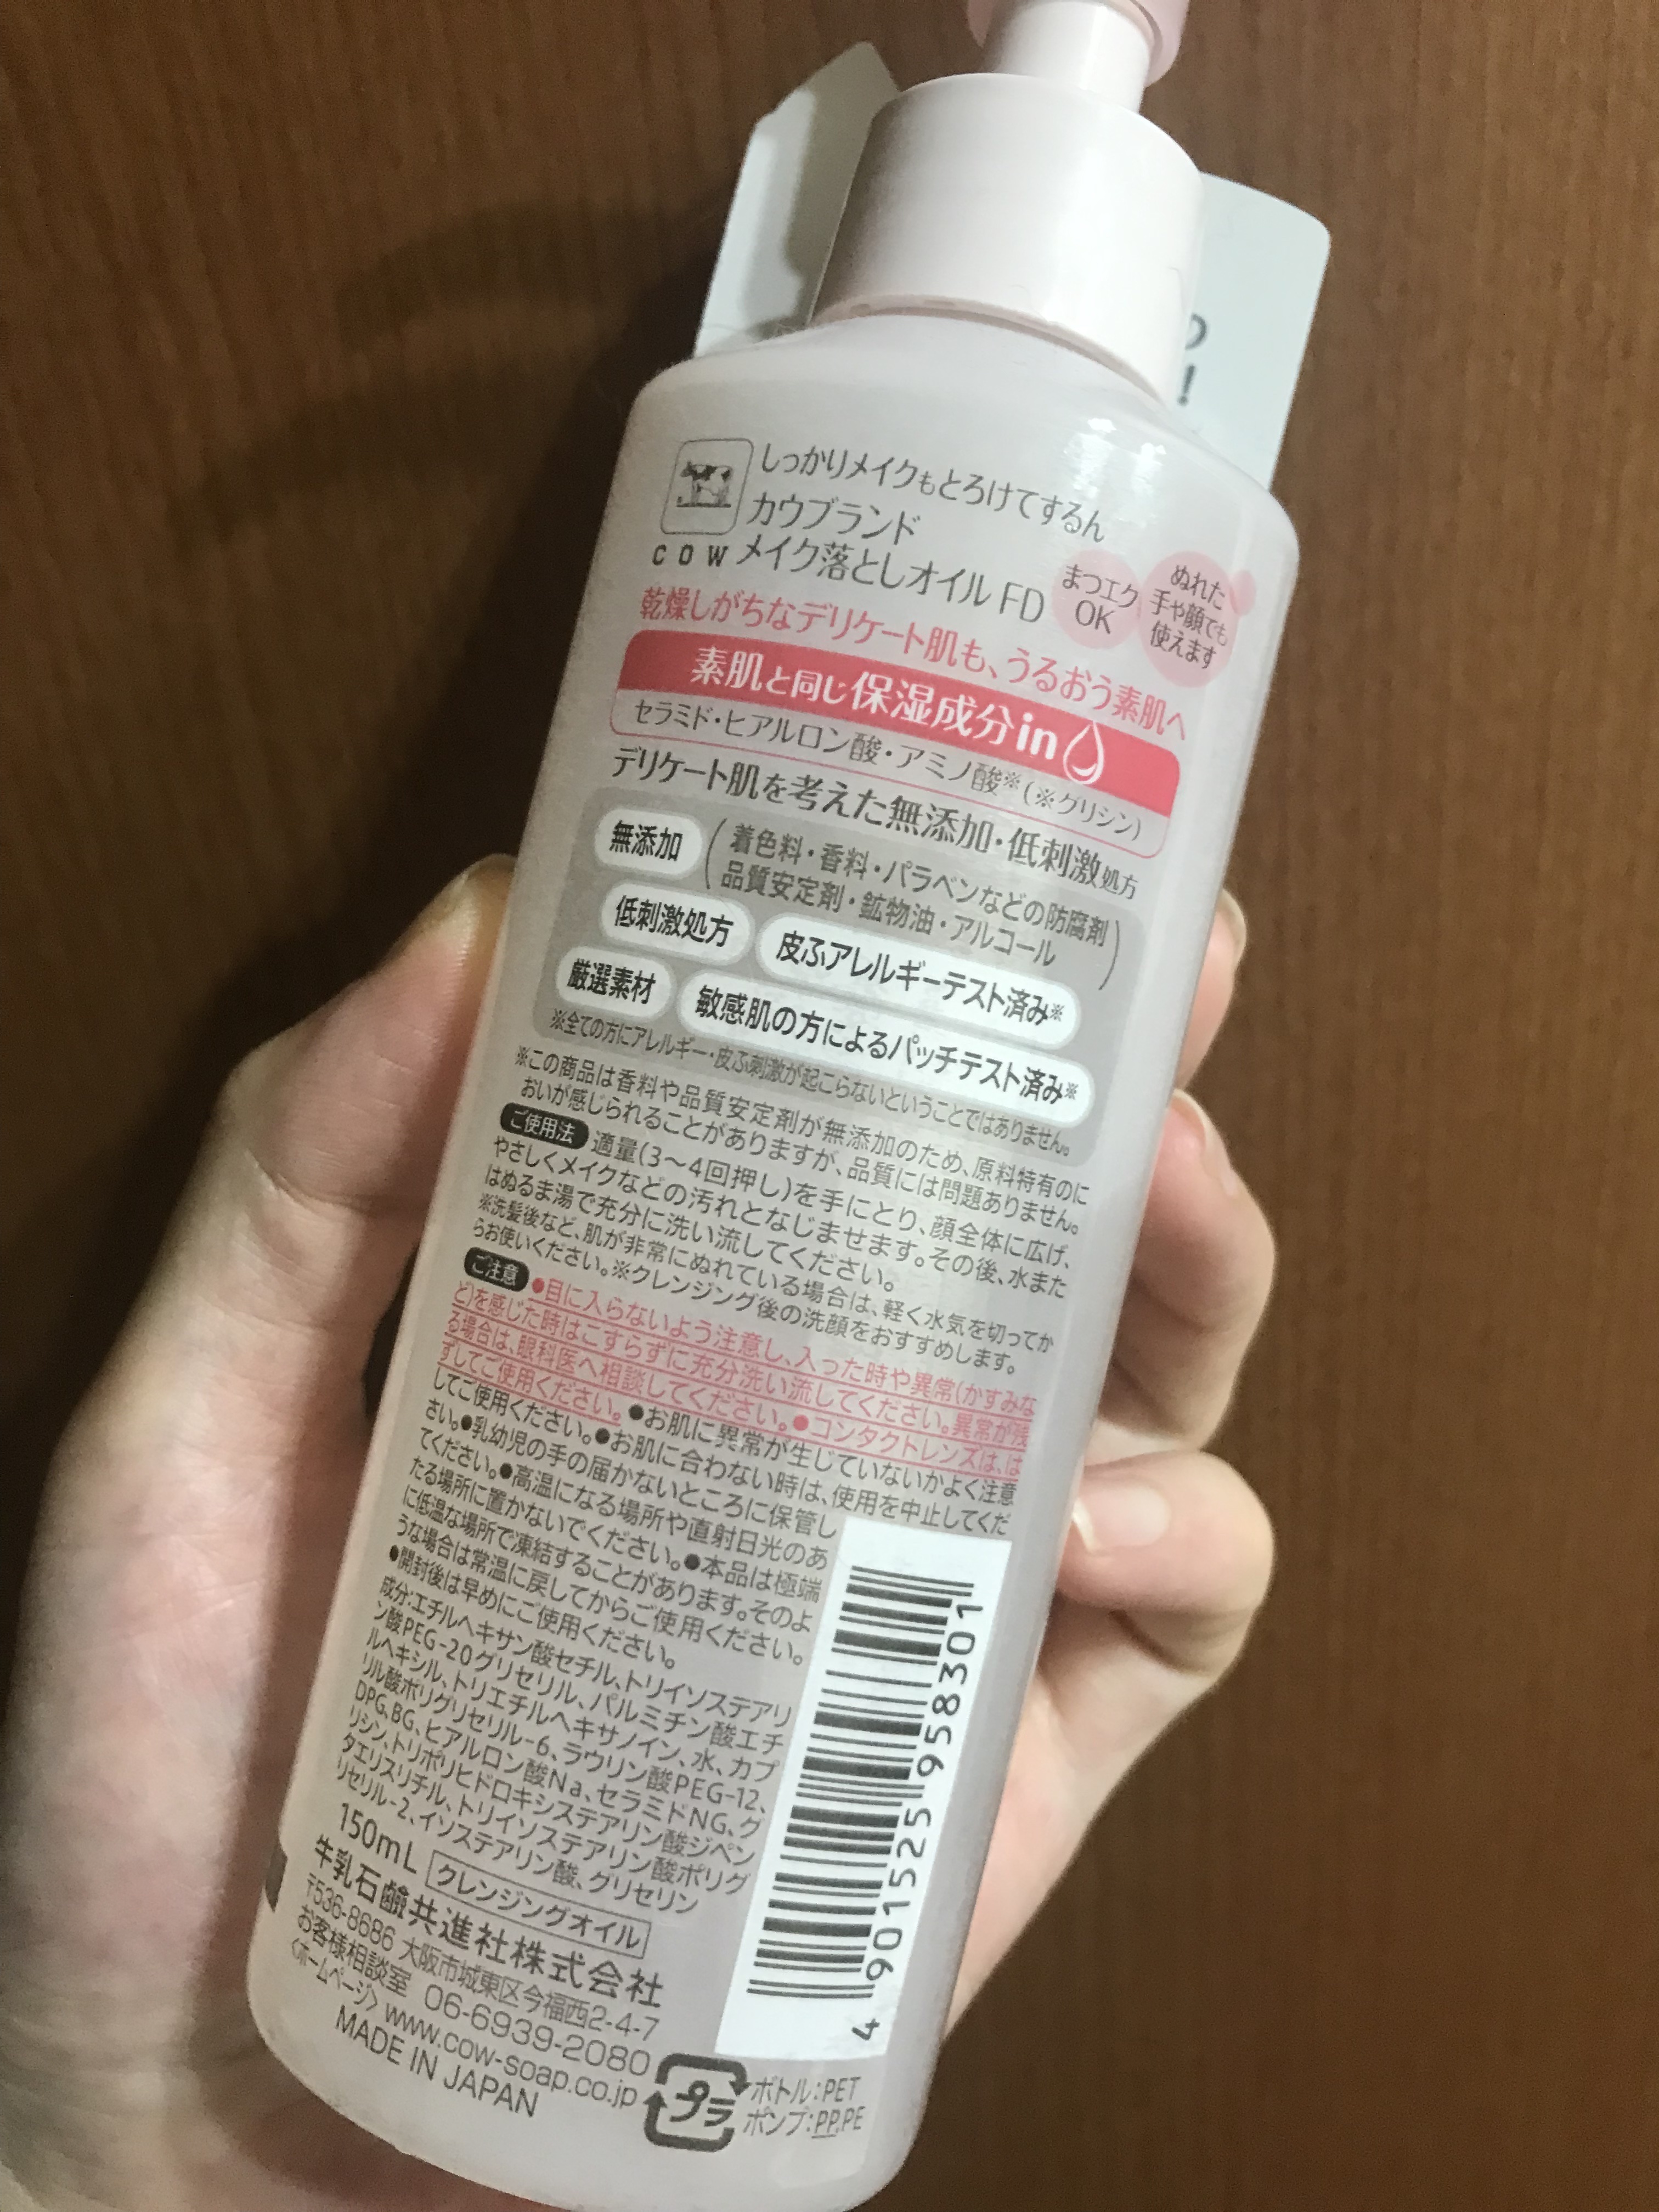 の
!
しっかりメイクもとろけてするん
カウブランド
COW メイク落としオイル FD
まつエク
OK
ぬれた
手や顔でも
使えます
乾燥しがちなデリケート肌も、うるおう素肌へ
素肌と同じ保湿成分in
セラミド・ヒアルロン酸・アミノ酸※(※グリシン)
デリケート肌を考えた無添加・低刺激処方
無添加
着色料・香料・パラベンなどの防腐剤
品質安定剤・鉱物油・アルコール
低刺激処方 皮ふアレルギーテスト済み※
厳選素材 敏感肌の方によるパッチテスト済み※
※全ての方にアレルギー・皮ふ刺激が起こらないということではありません。
※この商品は香料や品質安定剤が無添加のため、原料特有のに
おいが感じられることがありますが、品質には問題ありません。
ご使用法 適量(3〜4回押し)を手にとり、顔全体に広げ、
やさしくメイクなどの汚れとなじませます。その後、水また
はぬるま湯で充分に洗い流してください。
※洗髪後など、肌が非常にぬれている場合は、軽く水気を切ってか
らお使いください。※クレンジング後の洗顔をおすすめします。
ご注意 ●目に入らないよう注意し、入った時や異常(かすみな
ど)を感じた時はこすらずに充分洗い流してください。異常が残
る場合は、眼科医へ相談してください。●コンタクトレンズは、は
ずしてご使用ください。●お肌に異常が生じていないかよく注意
してご使用ください。●お肌に合わない時は、使用を中止してくだ
さい。●乳幼児の手の届かないところに保管し
てください。●高温になる場所や直射日光のあ
たる場所に置かないでください。●本品は極端
に低温な場所で凍結することがあります。そのよ
うな場合は常温に戻してからご使用ください。
●開封後は早めにご使用ください。
成分:エチルヘキサン酸セチル、トリイソステアリ
ン酸PEG-20グリセリル、パルミチン酸エチ
ルヘキシル、トリエチルヘキサノイン、水、カプ
リル酸ポリグリセリル-6、ラウリン酸PEG-12、
DPG、BG、ヒアルロン酸Na、セラミドNG、グ
リシン、トリポリヒドロキシステアリン酸ジペン
タエリスリチル、トリイソステアリン酸ポリグ
リセリル-2、イソステアリン酸、グリセリン
150mL クレンジングオイル
牛乳石鹼共進社株式会社
〒536-8686 大阪市城東区今福西2-4-7
お客様相談室 06-6939-2080
〈ホームページ〉www.cow-soap.co.jp
MADE IN JAPAN
4 901525 958301
プラ
ボトル:PET
ポンプ:PP,PE